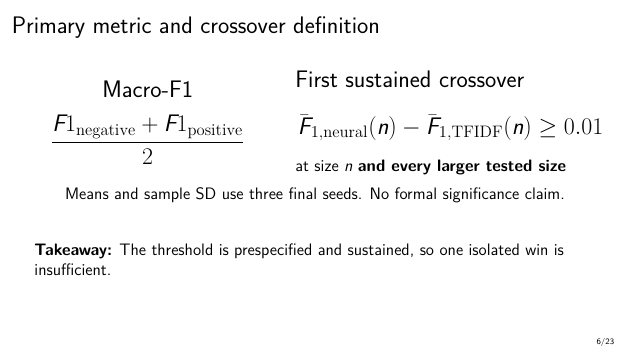 Primary metric and crossover definition
Macro-F1
F1negative + F1positive
2
First sustained crossover
F̄1,neural(n) − F̄1,TFIDF(n) ≥ 0.01
at size n and every larger tested size
Means and sample SD use three final seeds. No formal significance claim.
Takeaway: The threshold is prespecified and sustained, so one isolated win is
insufficient.
6/23